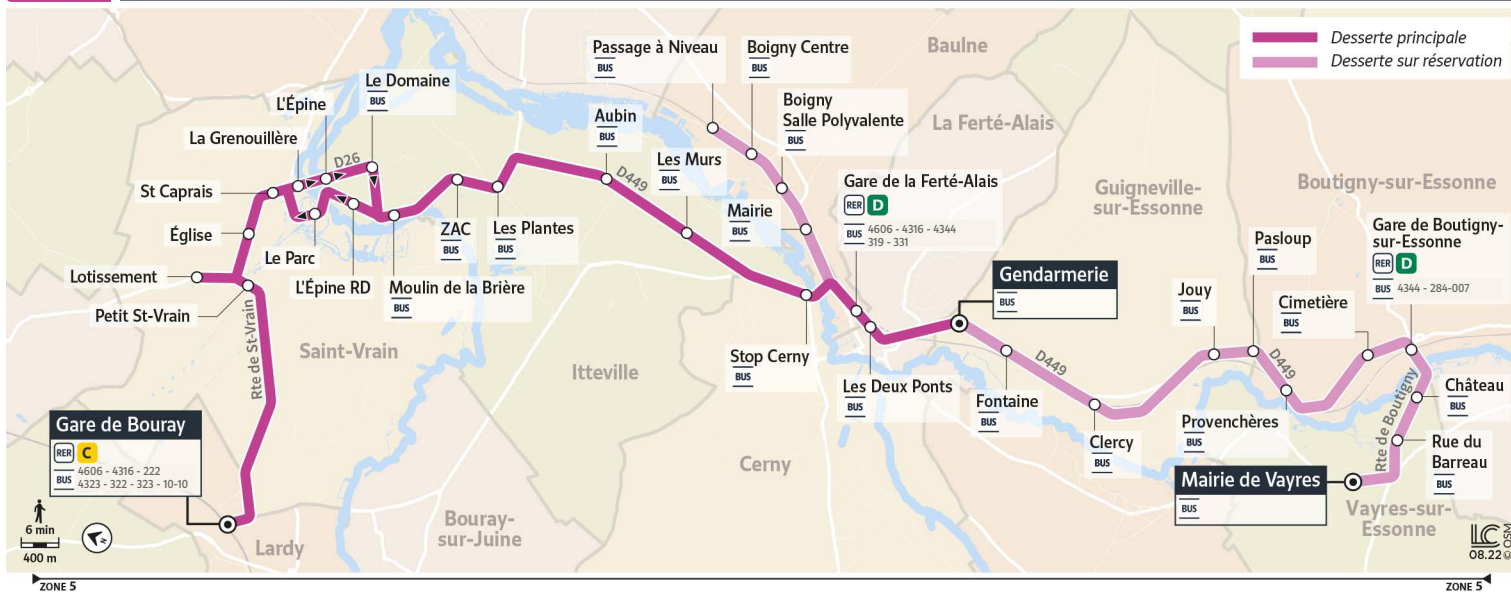 Desserte principale
Desserte sur réservation
Baulne
Passage à Niveau
BUS
Boigny Centre
BUS
Le Domaine
BUS
L'Épine
Boigny
Salle Polyvalente
BUS
Aubin
BUS
La Ferté-Alais
La Grenouillère
D26
D449
Les Murs
BUS
Gare de la Ferté-Alais
RER D
BUS 4606 - 4316 - 4344
319 - 331
Guigneville-
sur-Essonne
Boutigny-sur-Essonne
St Caprais
Mairie
BUS
Gare de Boutigny-
sur-Essonne
RER D
BUS 4344 - 284-007
Église
Le Parc
ZAC
BUS
Les Plantes
BUS
Pasloup
BUS
Lotissement
L'Épine RD
Moulin de la Brière
BUS
Gendarmerie
BUS
Jouy
BUS
Cimetière
BUS
Petit St-Vrain
Rte de St-Vrain
Saint-Vrain
Itteville
Stop Cerny
BUS
Les Deux Ponts
BUS
D449
Fontaine
BUS
D449
Clercy
BUS
Provenchères
BUS
Rte de Boutigny
Château
BUS
Rue du
Barreau
BUS
Gare de Bouray
RER C
BUS 4606 - 4316 - 222
4323 - 322 - 323 - 10-10
Cerny
Mairie de Vayres
BUS
Vayres-sur-
Essonne
Bouray-
sur-Juine
Lardy
6 min
400 m
N
LC
08.22 © OSM
ZONE 5
ZONE 5